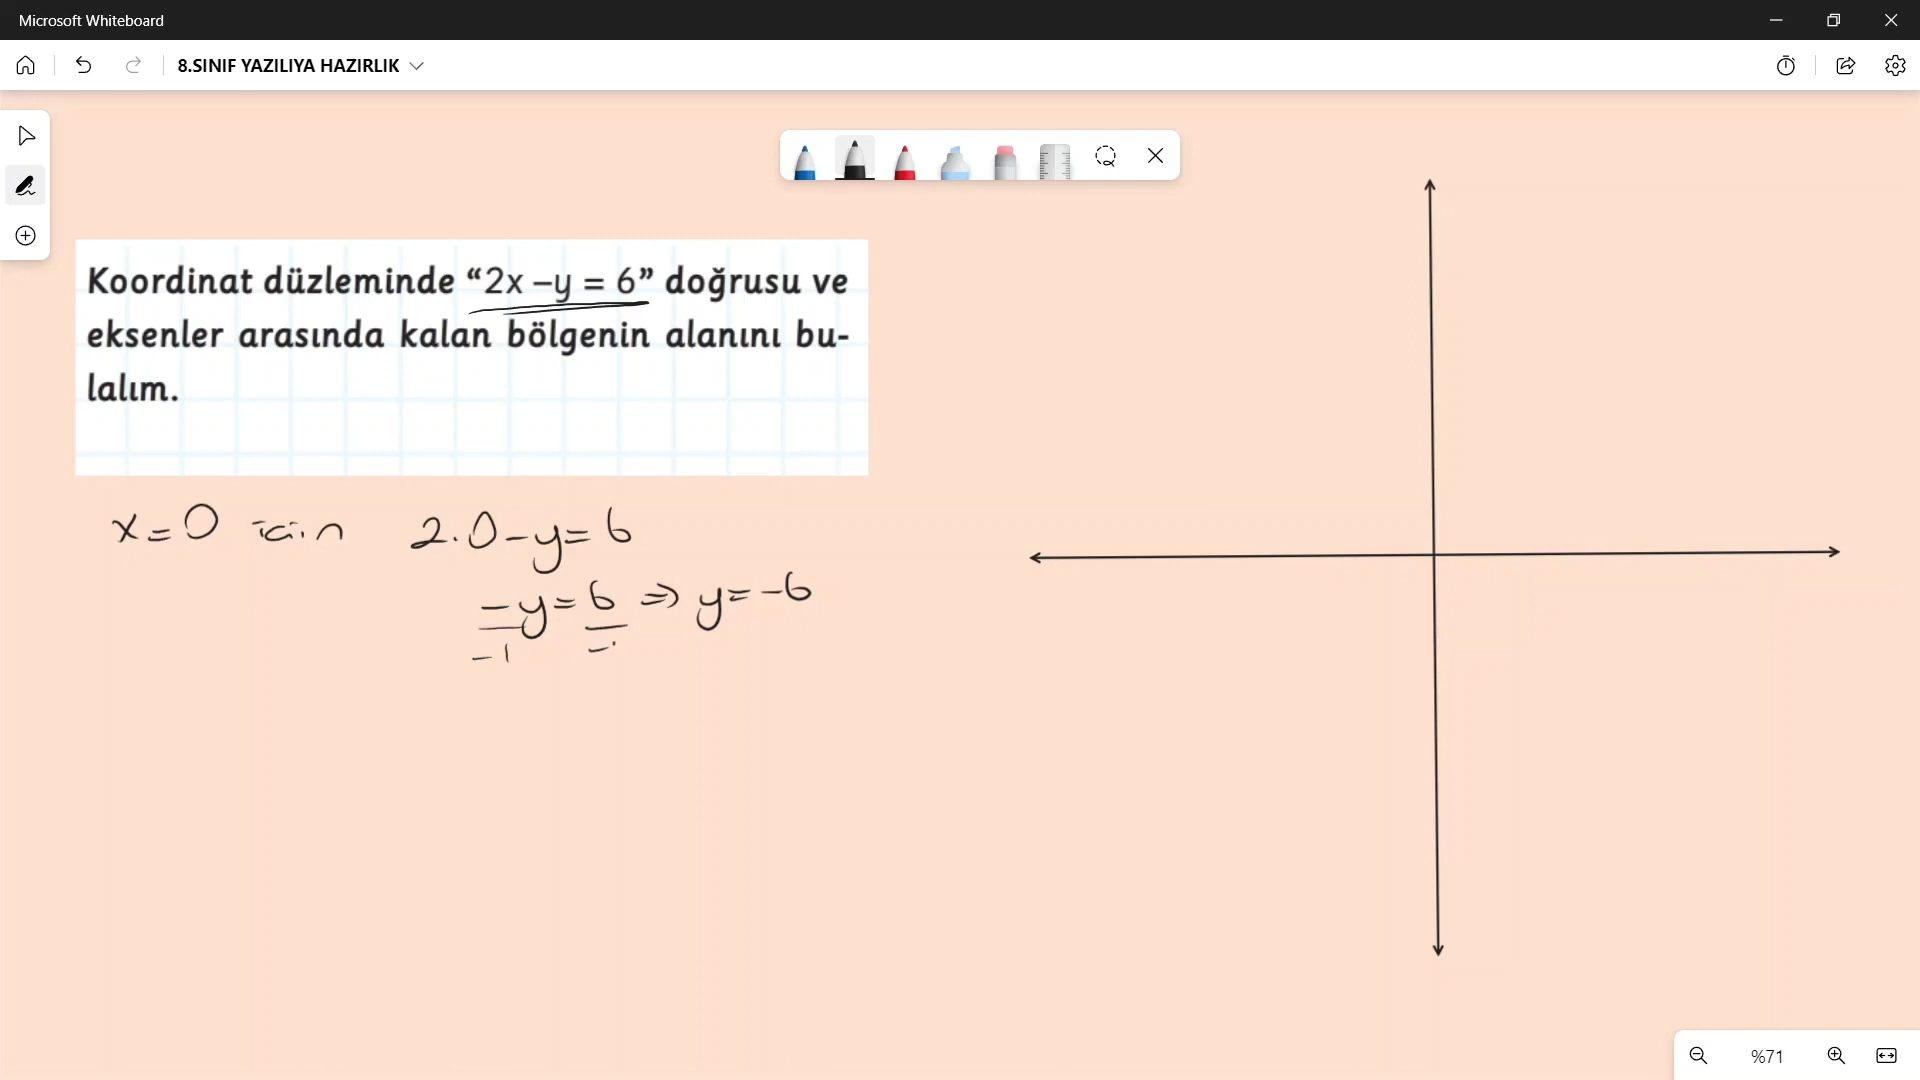 Microsoft Whiteboard
8.SINIF YAZILIYA HAZIRLIK
Koordinat düzleminde “2x –y = 6” doğrusu ve
eksenler arasında kalan bölgenin alanını bu-
lalım.
x=0 için 2.0-y=6
-y=6 ⇒ y=-6
-1
%71